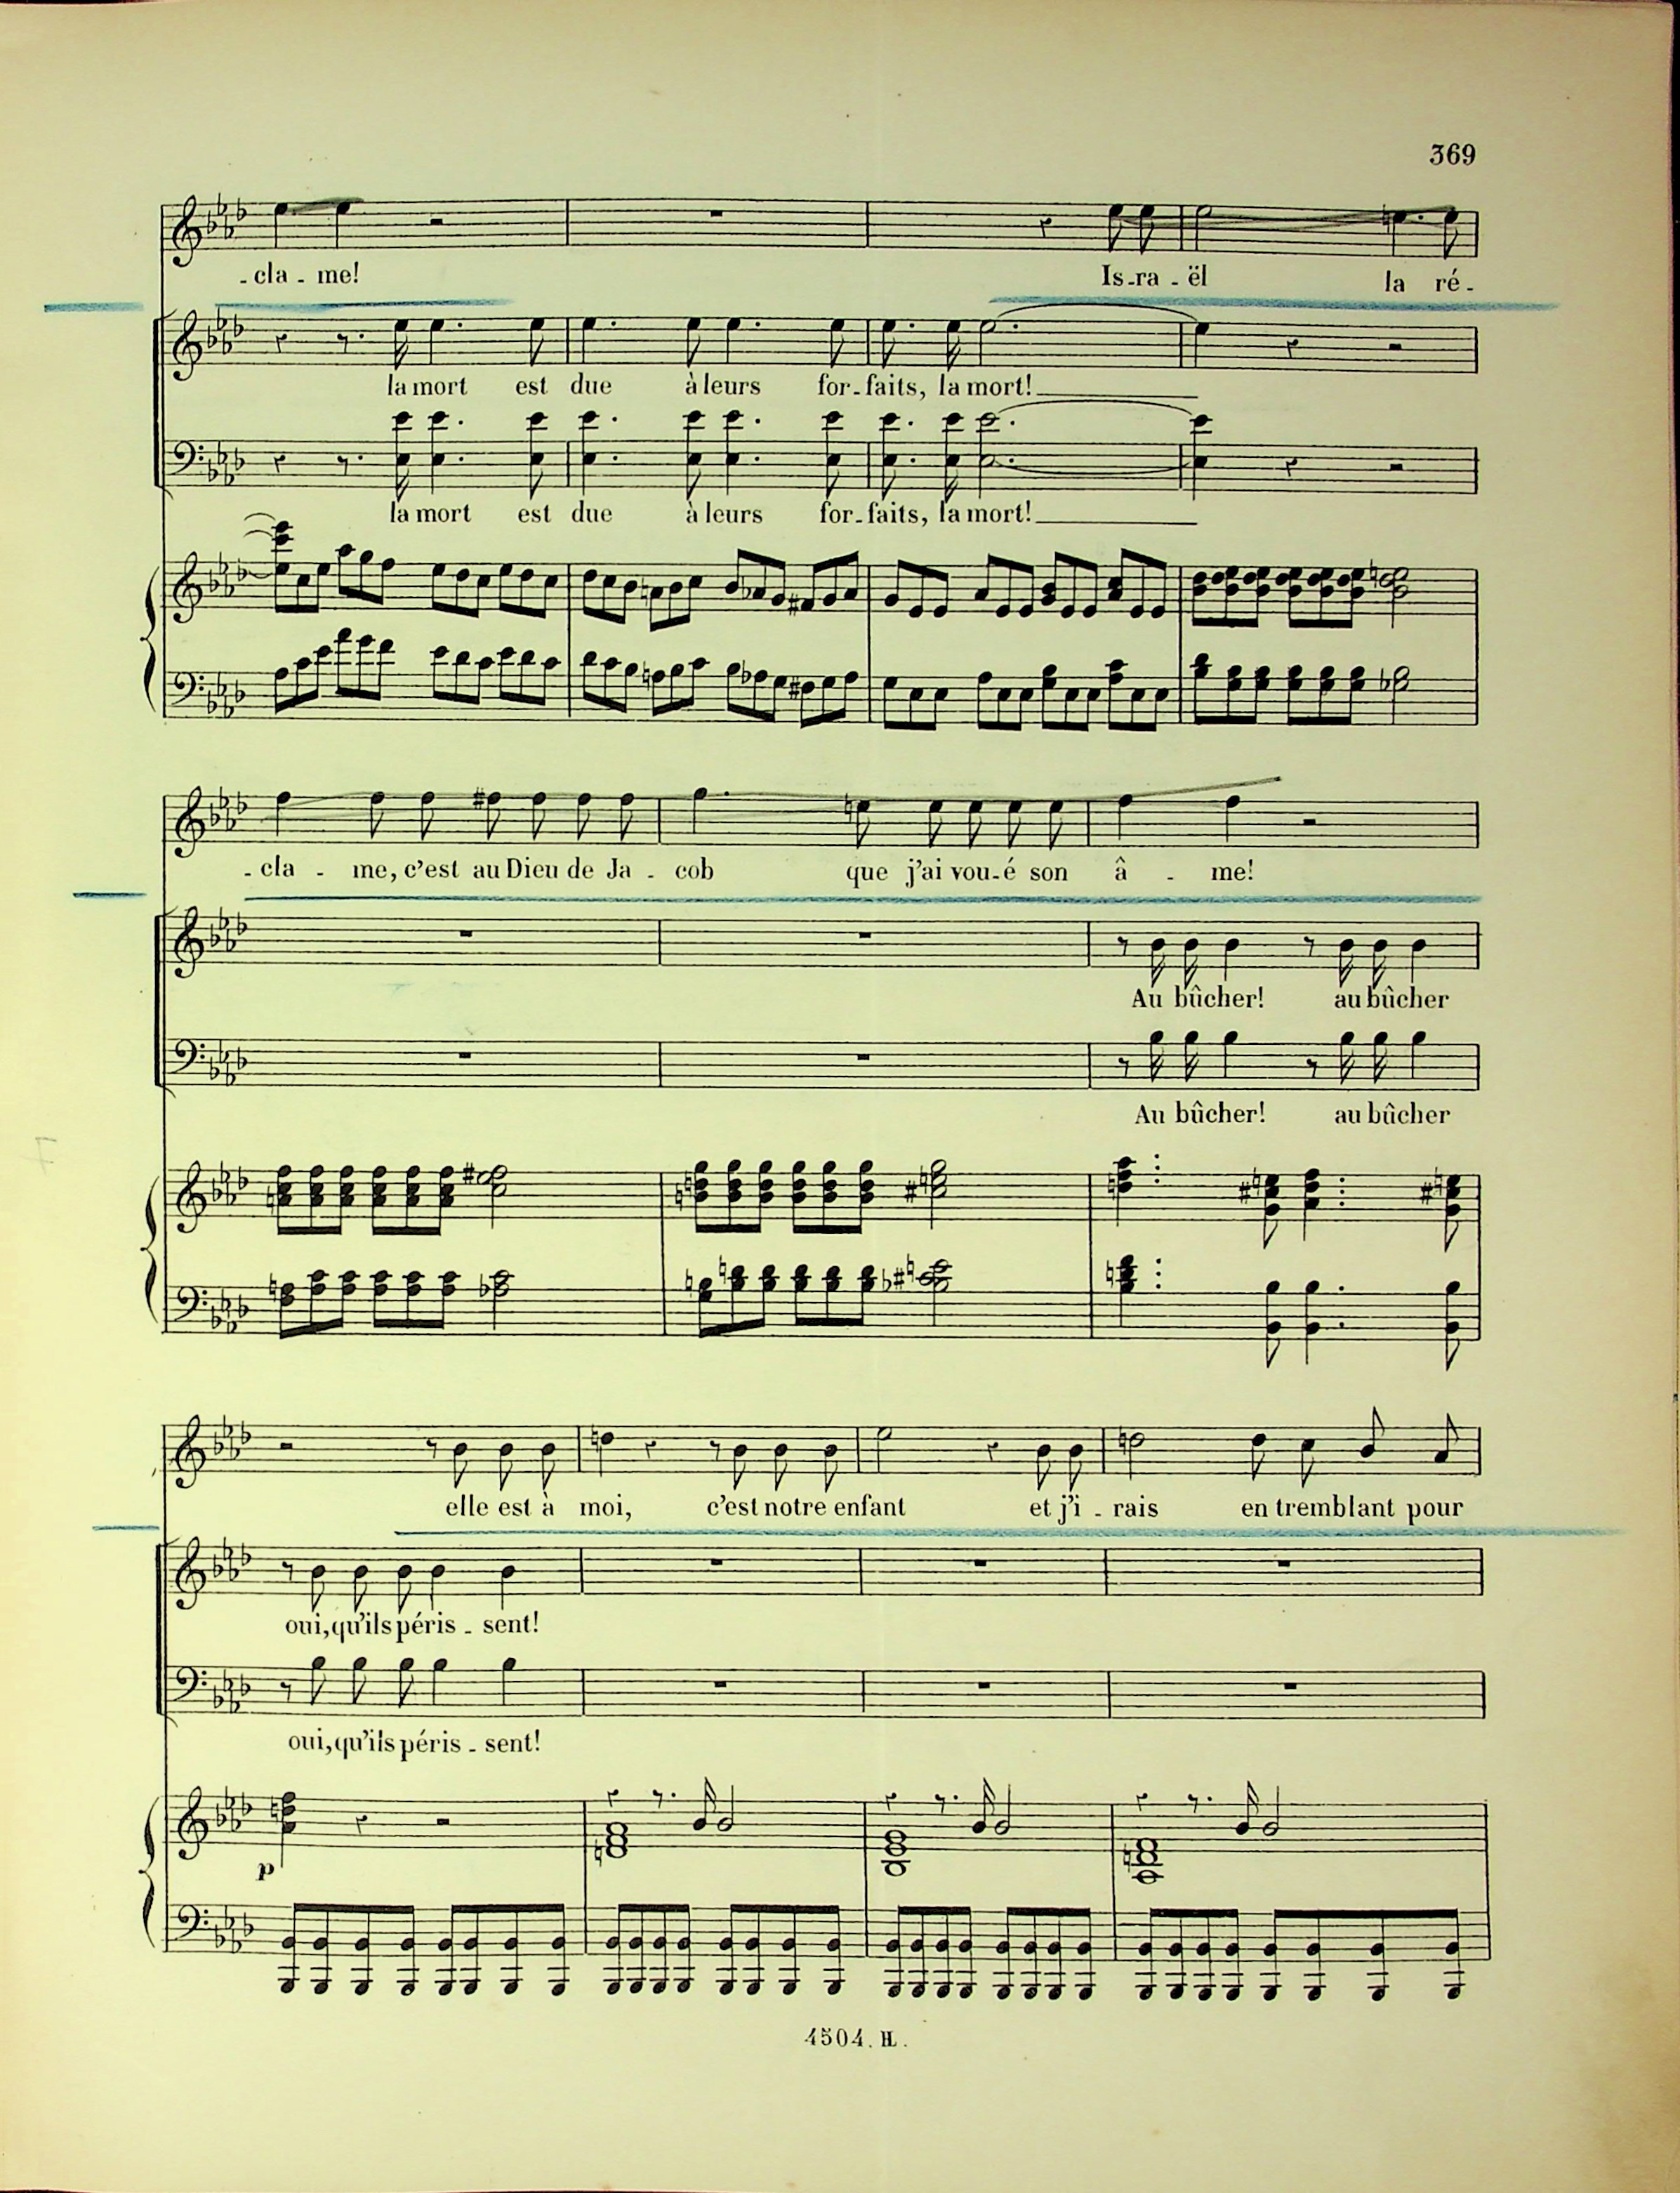 369
- cla - me! Is-ra - ël la ré-
la mort est due à leurs for-faits, la mort!
la mort est due à leurs for-faits, la mort!
- cla - me, c'est au Dieu de Ja - cob que j'ai vou-é son â - me!
Au bûcher! au bûcher
Au bûcher! au bûcher
elle est à moi, c'est notre enfant et j'i - rais en tremblant pour
oui, qu'ils péris - sent!
oui, qu'ils péris - sent!
p
4504. HL.